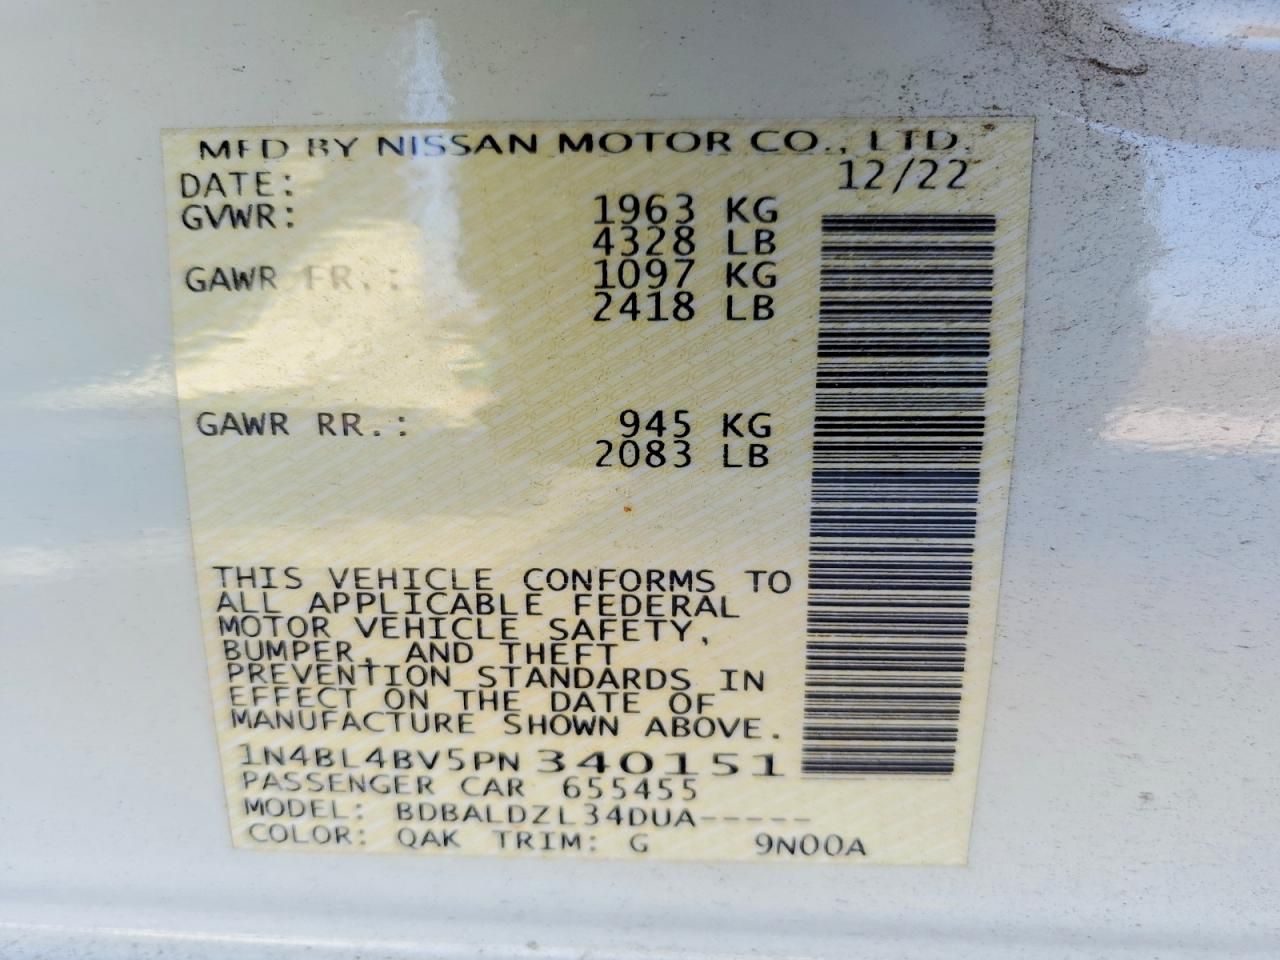 MFD BY NISSAN MOTOR CO., LTD.
DATE: 12/22
GVWR: 1963 KG
4328 LB
GAWR FR.: 1097 KG
2418 LB
GAWR RR.: 945 KG
2083 LB
THIS VEHICLE CONFORMS TO
ALL APPLICABLE FEDERAL
MOTOR VEHICLE SAFETY,
BUMPER, AND THEFT
PREVENTION STANDARDS IN
EFFECT ON THE DATE OF
MANUFACTURE SHOWN ABOVE.
1N4BL4BV5PN340151
PASSENGER CAR 655455
MODEL: BDBALDZL34DUA-----
COLOR: QAK TRIM: G 9N00A